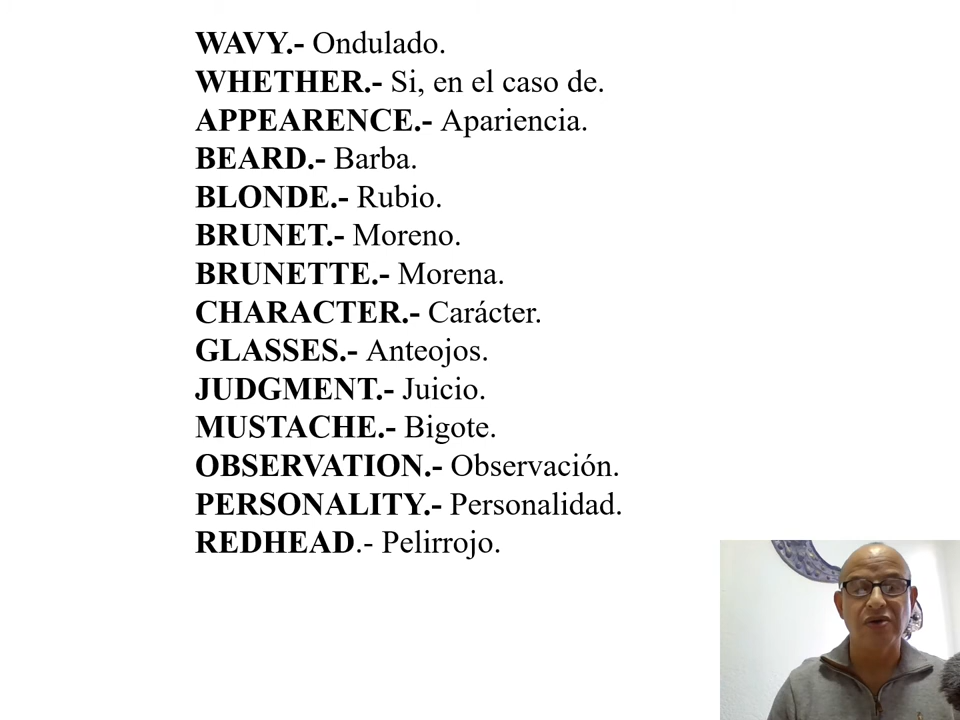 WAVY.- Ondulado.
WHETHER.- Si, en el caso de.
APPEARENCE.- Apariencia.
BEARD.- Barba.
BLONDE.- Rubio.
BRUNET.- Moreno.
BRUNETTE.- Morena.
CHARACTER.- Carácter.
GLASSES.- Anteojos.
JUDGMENT.- Juicio.
MUSTACHE.- Bigote.
OBSERVATION.- Observación.
PERSONALITY.- Personalidad.
REDHEAD.- Pelirrojo.